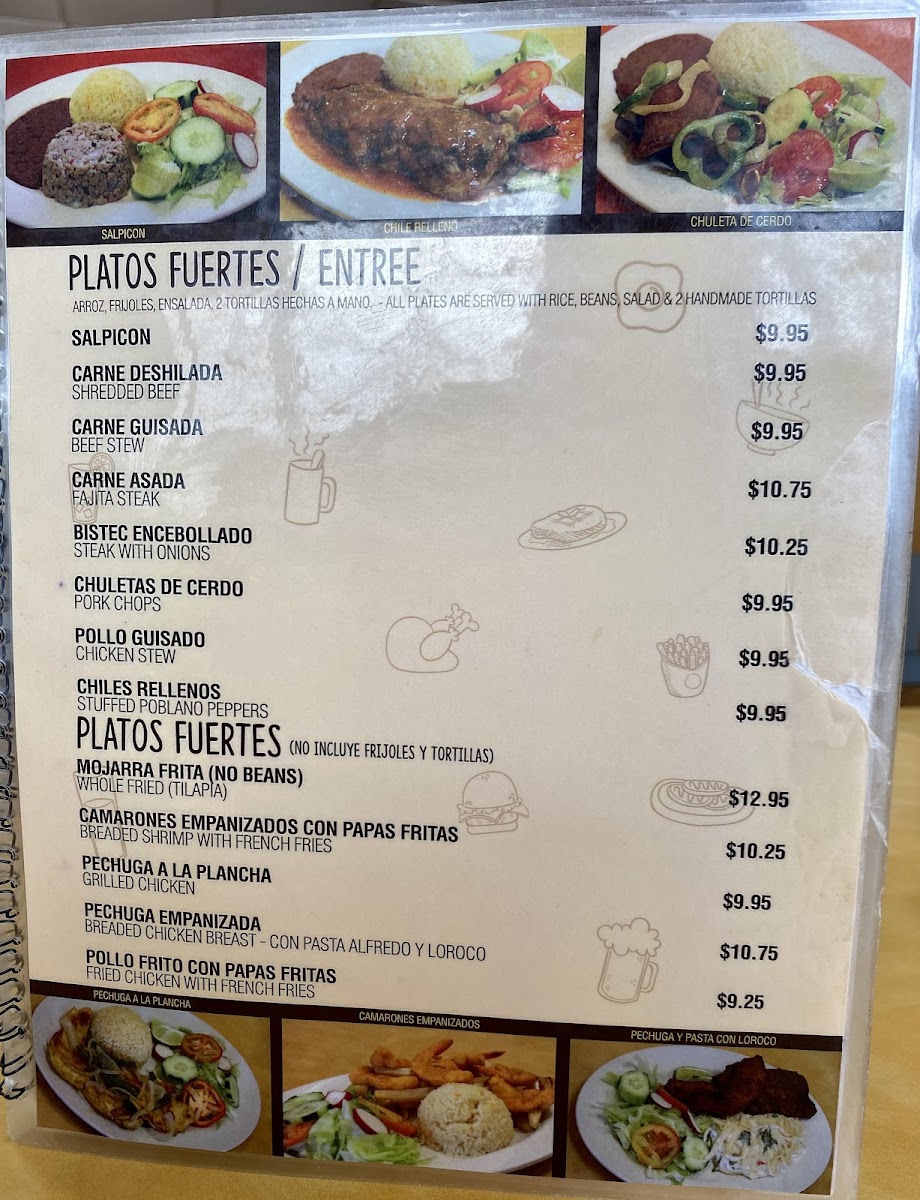 SALPICON
CHILE RELLENO
CHULETA DE CERDO
PLATOS FUERTES / ENTREE
ARROZ, FRIJOLES, ENSALADA, 2 TORTILLAS HECHAS A MANO, - ALL PLATES ARE SERVED WITH RICE, BEANS, SALAD & 2 HANDMADE TORTILLAS
SALPICON $9.95
CARNE DESHILADA $9.95
SHREDDED BEEF
CARNE GUISADA $9.95
BEEF STEW
CARNE ASADA $10.75
FAJITA STEAK
BISTEC ENCEBOLLADO $10.25
STEAK WITH ONIONS
CHULETAS DE CERDO $9.95
PORK CHOPS
POLLO GUISADO $9.95
CHICKEN STEW
CHILES RELLENOS $9.95
STUFFED POBLANO PEPPERS
PLATOS FUERTES (NO INCLUYE FRIJOLES Y TORTILLAS)
MOJARRA FRITA (NO BEANS) $12.95
WHOLE FRIED (TILAPIA)
CAMARONES EMPANIZADOS CON PAPAS FRITAS $10.25
BREADED SHRIMP WITH FRENCH FRIES
PECHUGA A LA PLANCHA $9.95
GRILLED CHICKEN
PECHUGA EMPANIZADA $10.75
BREADED CHICKEN BREAST - CON PASTA ALFREDO Y LOROCO
POLLO FRITO CON PAPAS FRITAS $9.25
FRIED CHICKEN WITH FRENCH FRIES
PECHUGA A LA PLANCHA
CAMARONES EMPANIZADOS
PECHUGA Y PASTA CON LOROCO